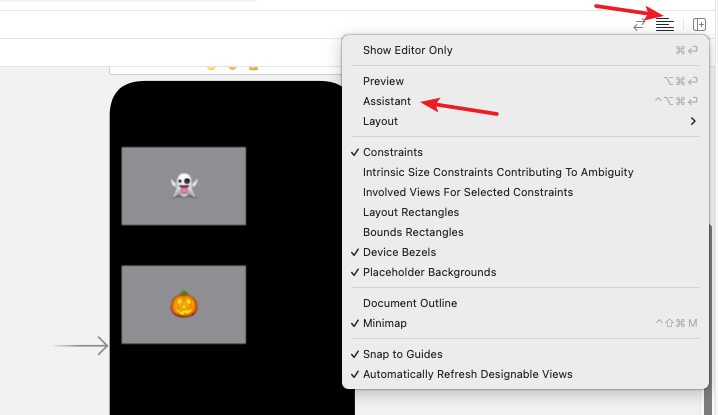 Show Editor Only ⌘⏎
Preview ⌥⌘⏎
Assistant ^⌥⌘⏎
Layout
✓ Constraints
Intrinsic Size Constraints Contributing To Ambiguity
Involved Views For Selected Constraints
Layout Rectangles
Bounds Rectangles
✓ Device Bezels
✓ Placeholder Backgrounds
Document Outline
✓ Minimap ^⇧⌘M
✓ Snap to Guides
✓ Automatically Refresh Designable Views